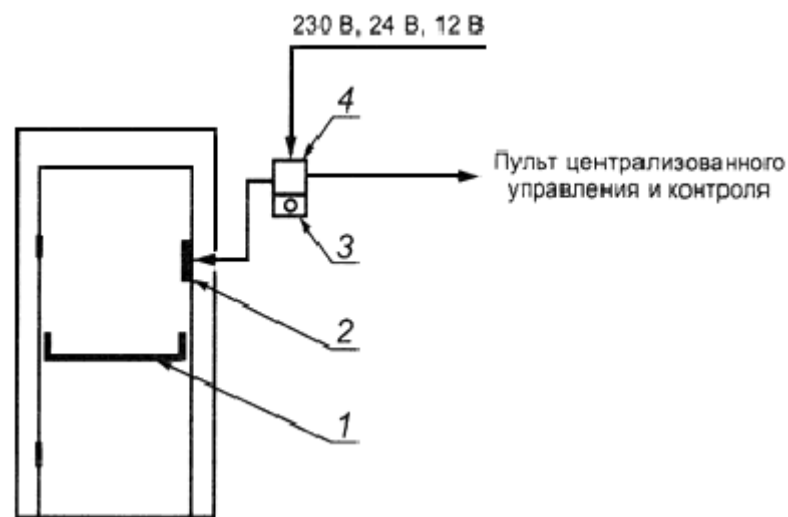 230 В, 24 В, 12 В
4
Пульт централизованного
управления и контроля
3
2
1